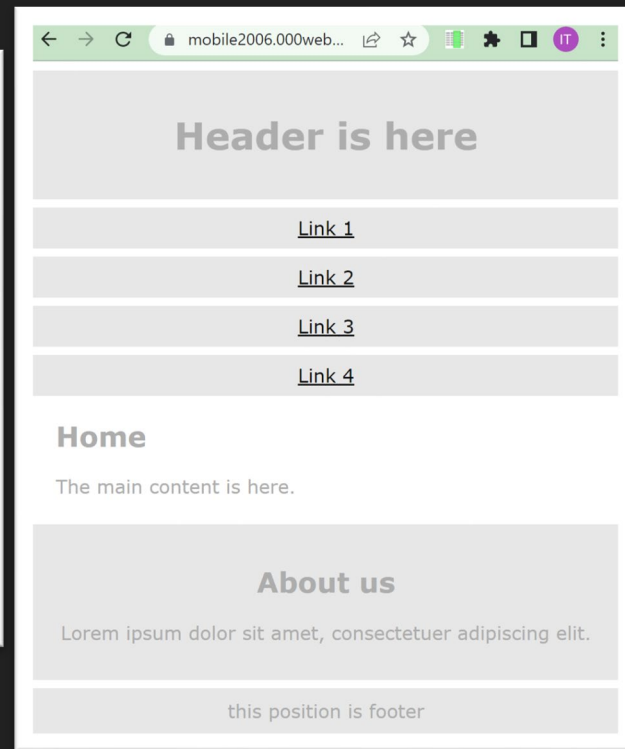 mobile2006.000web...
IT
Header is here
Link 1
Link 2
Link 3
Link 4
Home
The main content is here.
About us
Lorem ipsum dolor sit amet, consectetuer adipiscing elit.
this position is footer